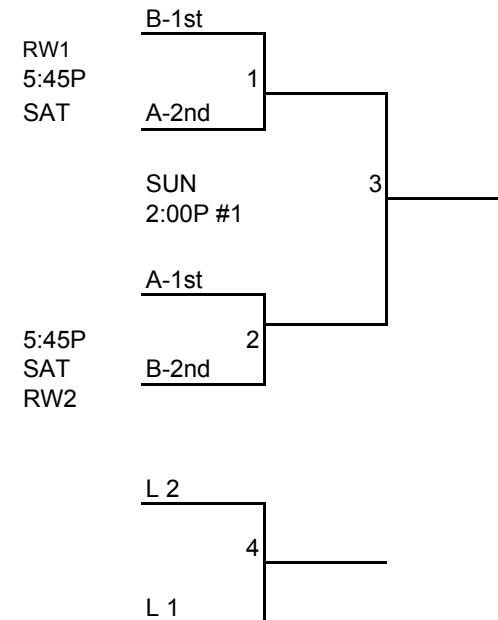 B-1st
RW1
5:45P
1
SAT
A-2nd
SUN
3
2:00P #1
A-1st
5:45P
2
SAT
B-2nd
RW2
L 2
4
L 1